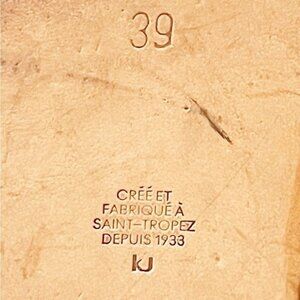 39
CRÉÉ ET
FABRIQUÉ À
SAINT-TROPEZ
DEPUIS 1933
KJ